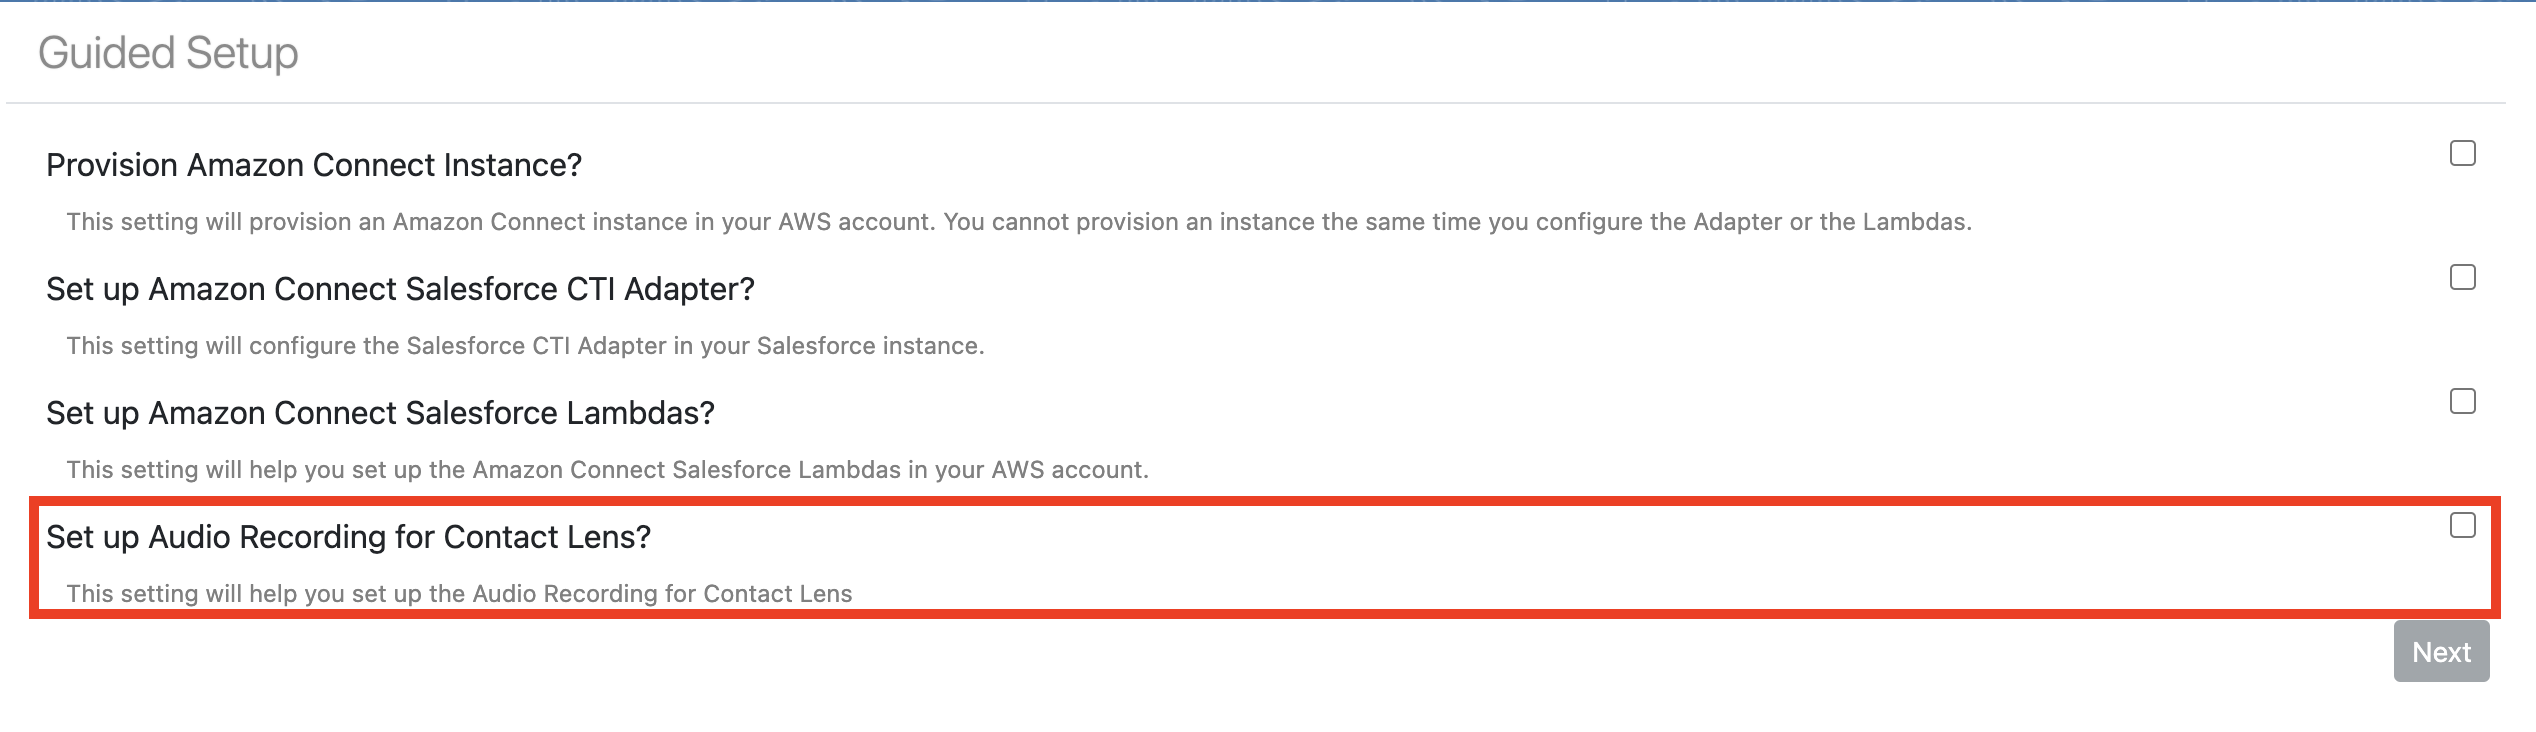 Guided Setup
Provision Amazon Connect Instance?
This setting will provision an Amazon Connect instance in your AWS account. You cannot provision an instance the same time you configure the Adapter or the Lambdas.
Set up Amazon Connect Salesforce CTI Adapter?
This setting will configure the Salesforce CTI Adapter in your Salesforce instance.
Set up Amazon Connect Salesforce Lambdas?
This setting will help you set up the Amazon Connect Salesforce Lambdas in your AWS account.
Set up Audio Recording for Contact Lens?
This setting will help you set up the Audio Recording for Contact Lens
Next